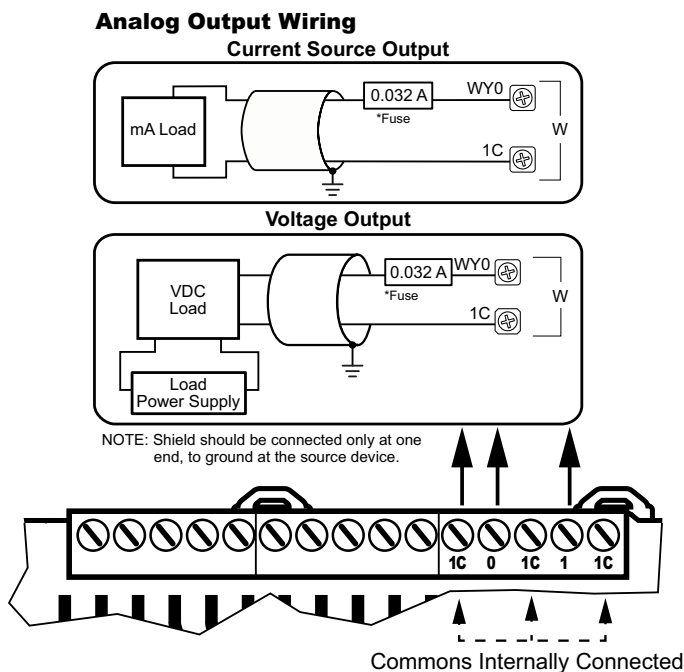 Analog Output Wiring
Current Source Output
mA Load
0.032 A
*Fuse
WY0
1C
W
Voltage Output
VDC
Load
Load
Power Supply
0.032 A
*Fuse
WY0
1C
W
NOTE: Shield should be connected only at one
end, to ground at the source device.
1C 0 1C 1 1C
Commons Internally Connected